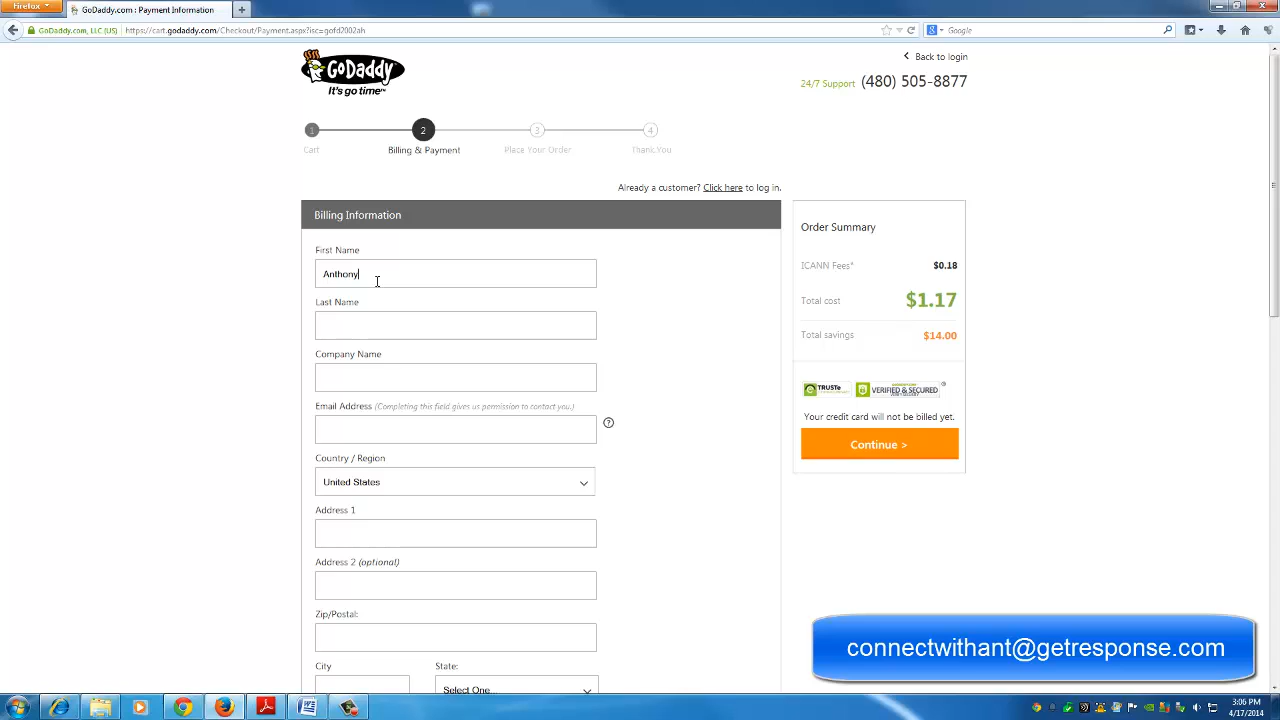 Firefox
GoDaddy.com : Payment Information
GoDaddy.com, LLC (US)
https://cart.godaddy.com/Checkout/Payment.aspx?isc=gofd2002ah
Google
GoDaddy™
It's go time™
Back to login
24/7 Support (480) 505-8877
1
2
3
4
Cart
Billing & Payment
Place Your Order
Thank You
Already a customer? Click here to log in.
Billing Information
First Name
Anthony
Last Name
Company Name
Email Address (Completing this field gives us permission to contact you.)
Country / Region
United States
Address 1
Address 2 (optional)
Zip/Postal:
City
State:
Select One...
Order Summary
ICANN Fees* $0.18
Total cost $1.17
Total savings $14.00
TRUSTe
VERIFIED & SECURED
Your credit card will not be billed yet.
Continue >
connectwithant@getresponse.com
3:06 PM
4/17/2014